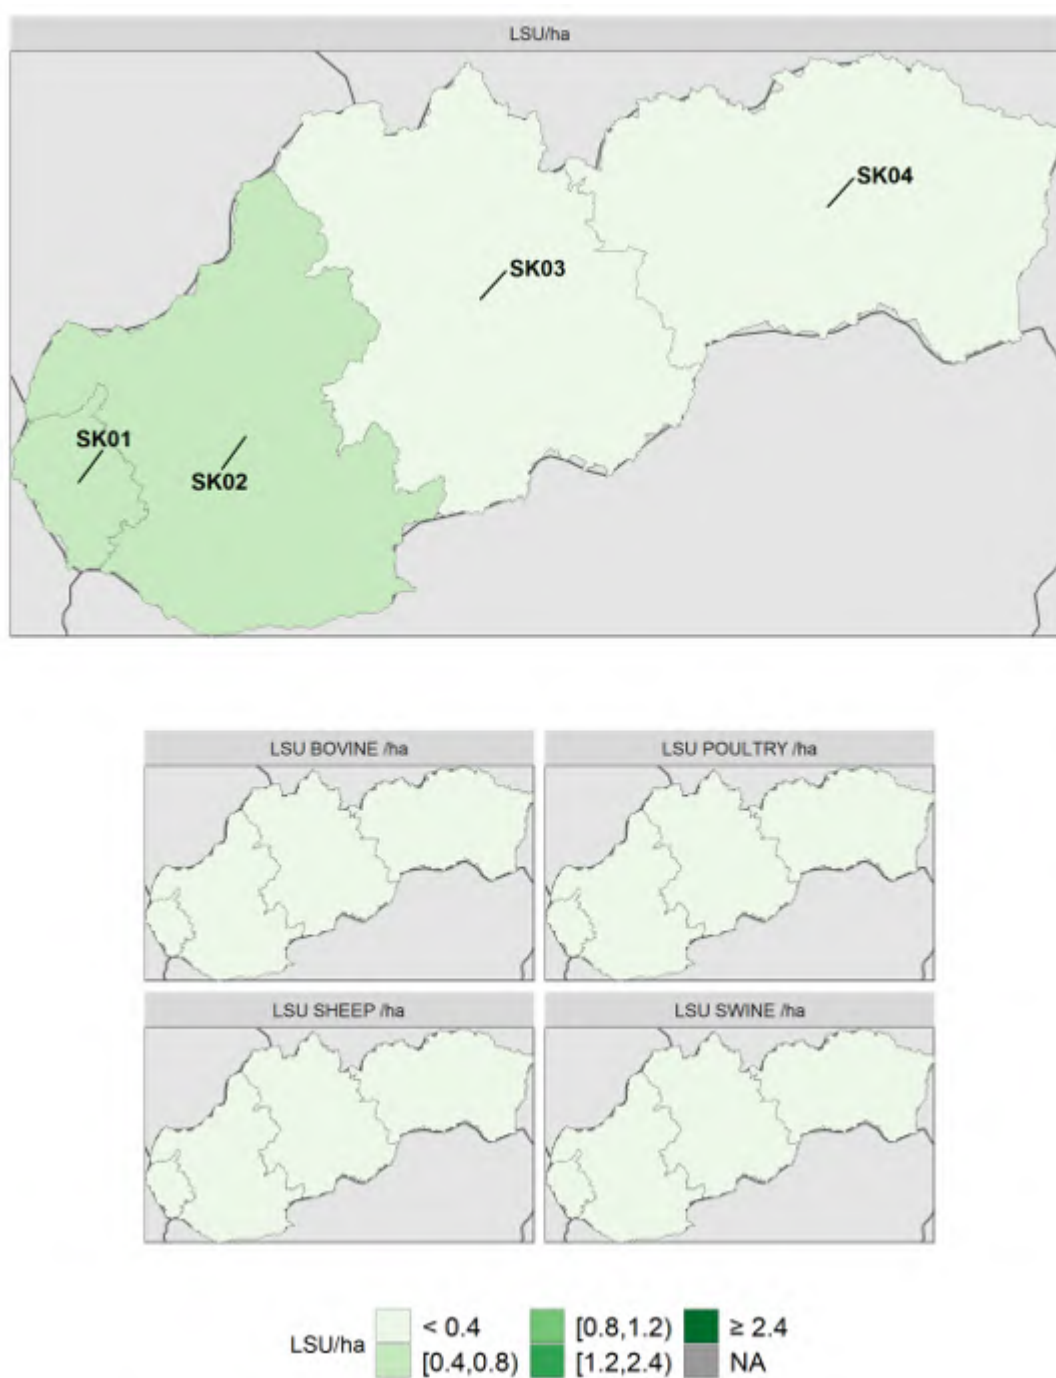 LSU/ha
SK04
SK03
SK01
SK02
LSU BOVINE /ha
LSU POULTRY /ha
LSU SHEEP /ha
LSU SWINE /ha
LSU/ha
< 0.4
[0.8,1.2)
≥ 2.4
[0.4,0.8)
[1.2,2.4)
NA